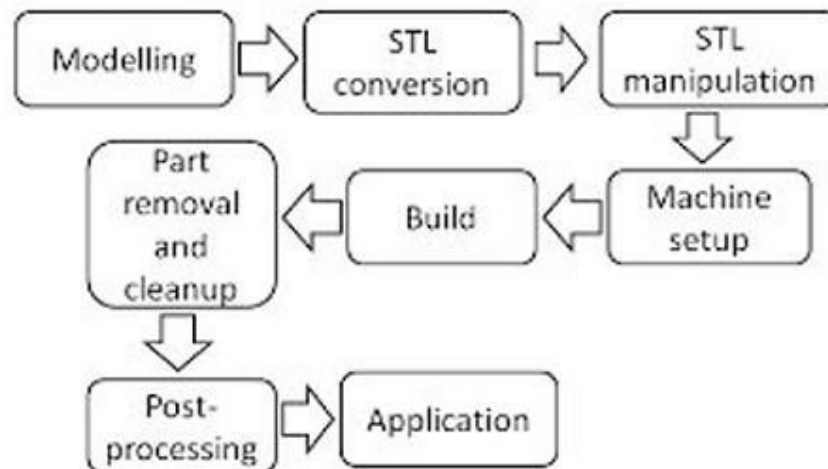 Modelling
STL
conversion
STL
manipulation
Machine
setup
Build
Part
removal
and
cleanup
Post-
processing
Application